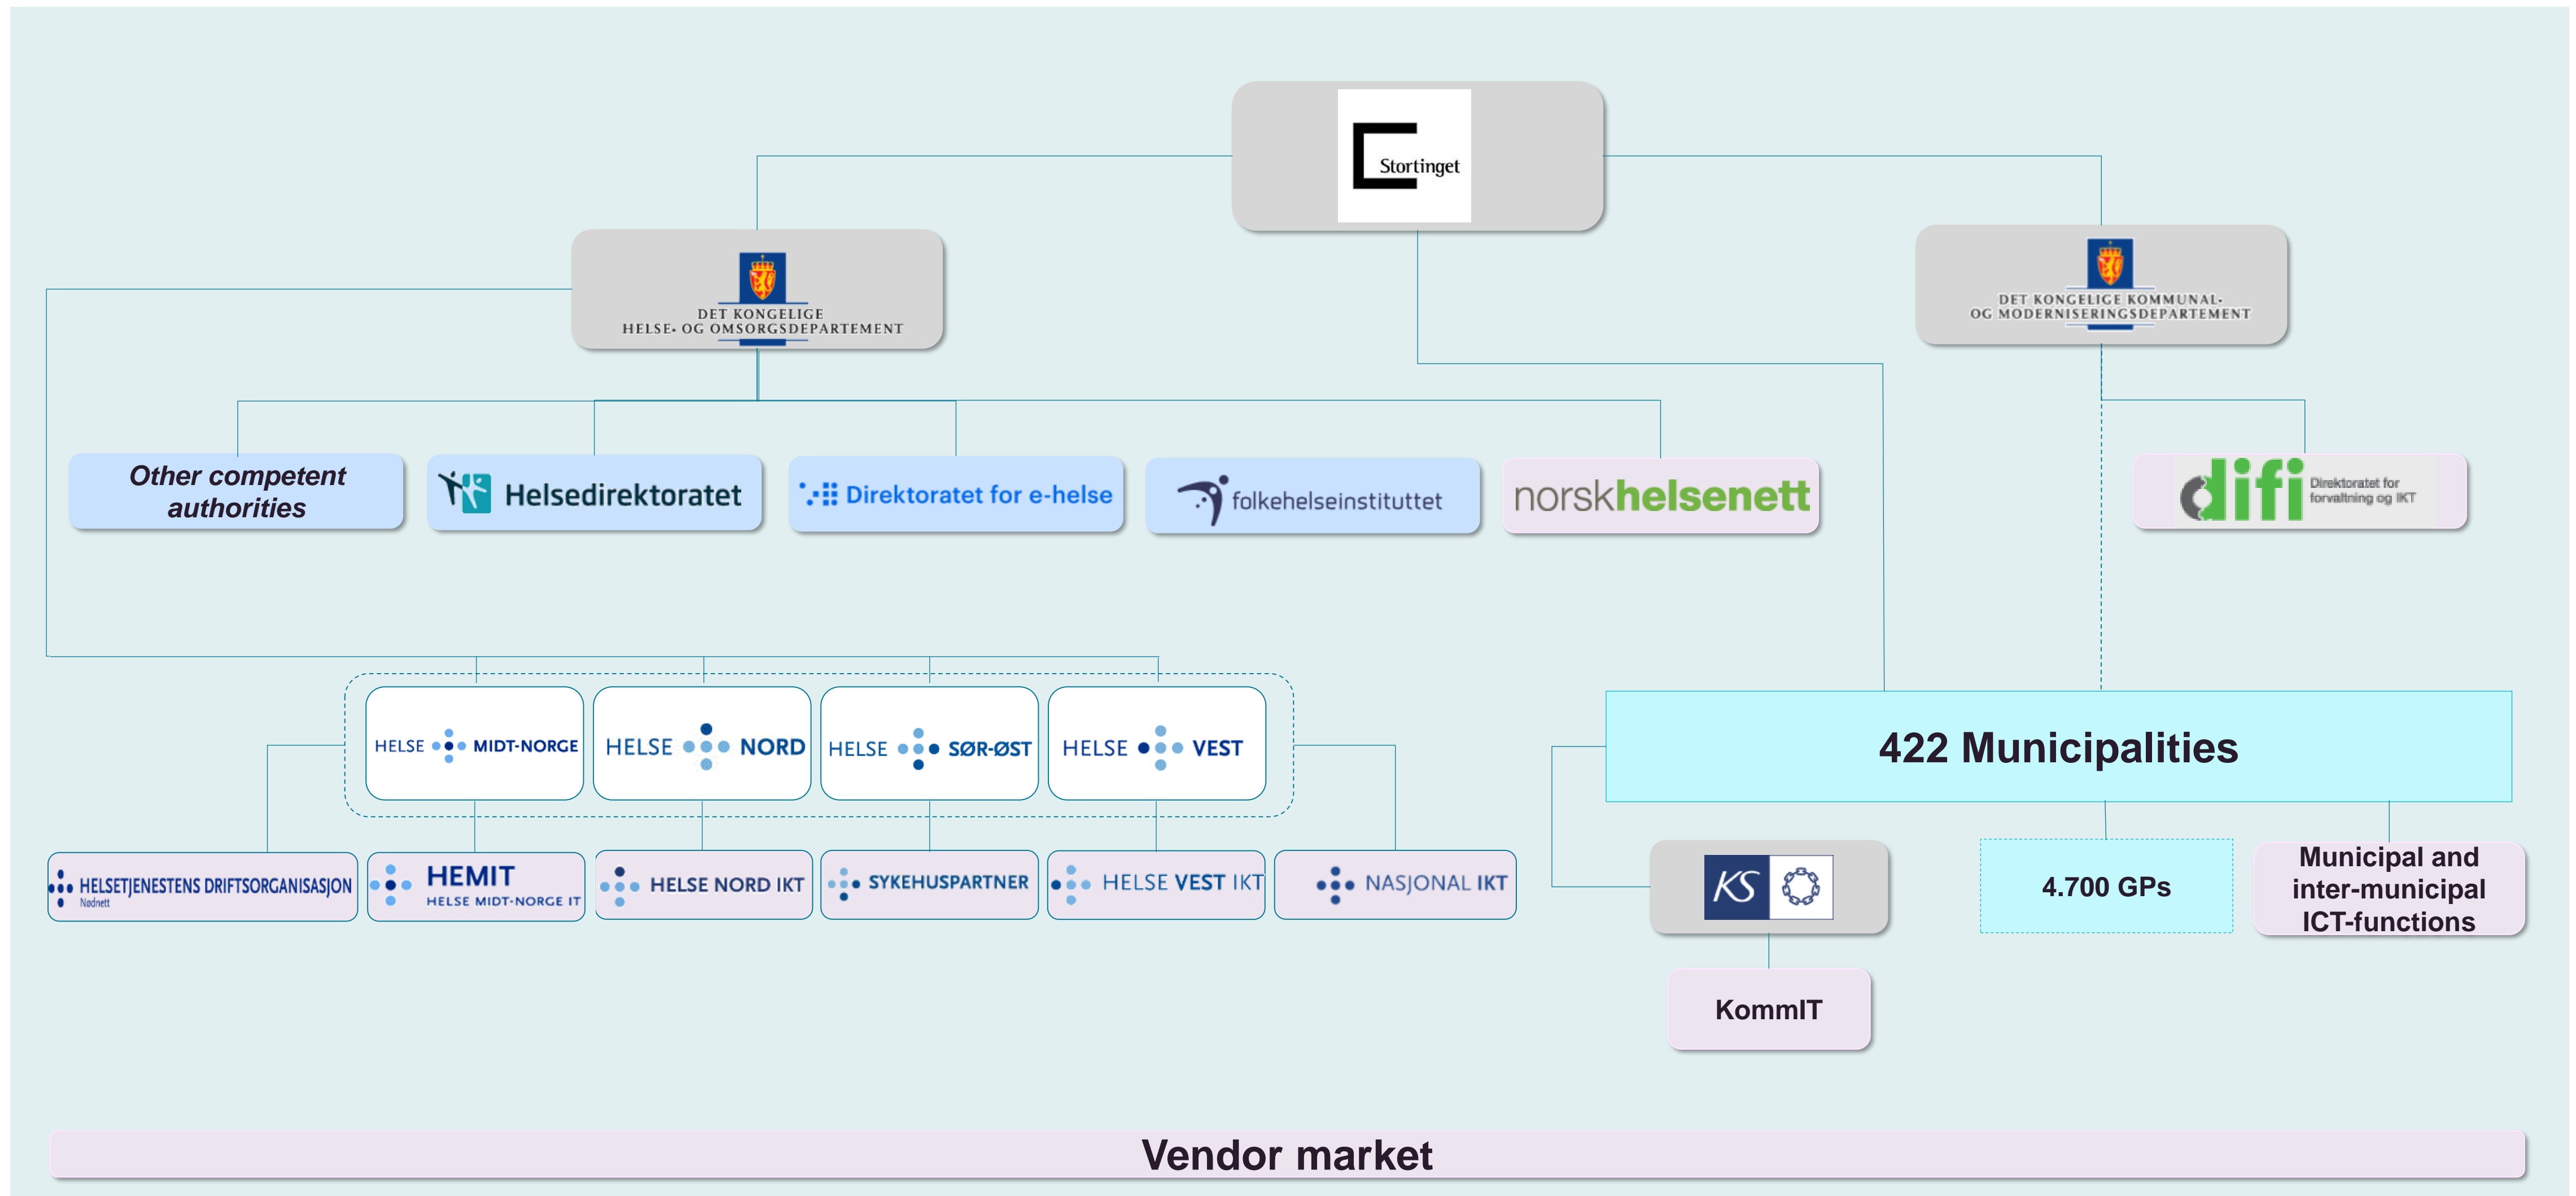 Stortinget
DET KONGELIGE
HELSE- OG OMSORGSDEPARTEMENT
DET KONGELIGE KOMMUNAL-
OG MODERNISERINGSDEPARTEMENT
Other competent
authorities
Helsedirektoratet
Direktoratet for e-helse
folkehelseinstituttet
norskhelsenett
difi
Direktoratet for
forvaltning og IKT
HELSE MIDT-NORGE
HELSE NORD
HELSE SØR-ØST
HELSE VEST
422 Municipalities
HELSETJENESTENS DRIFTSORGANISASJON
Nødnett
HEMIT
HELSE MIDT-NORGE IT
HELSE NORD IKT
SYKEHUSPARTNER
HELSE VEST IKT
NASJONAL IKT
KS
4.700 GPs
Municipal and
inter-municipal
ICT-functions
KommIT
Vendor market